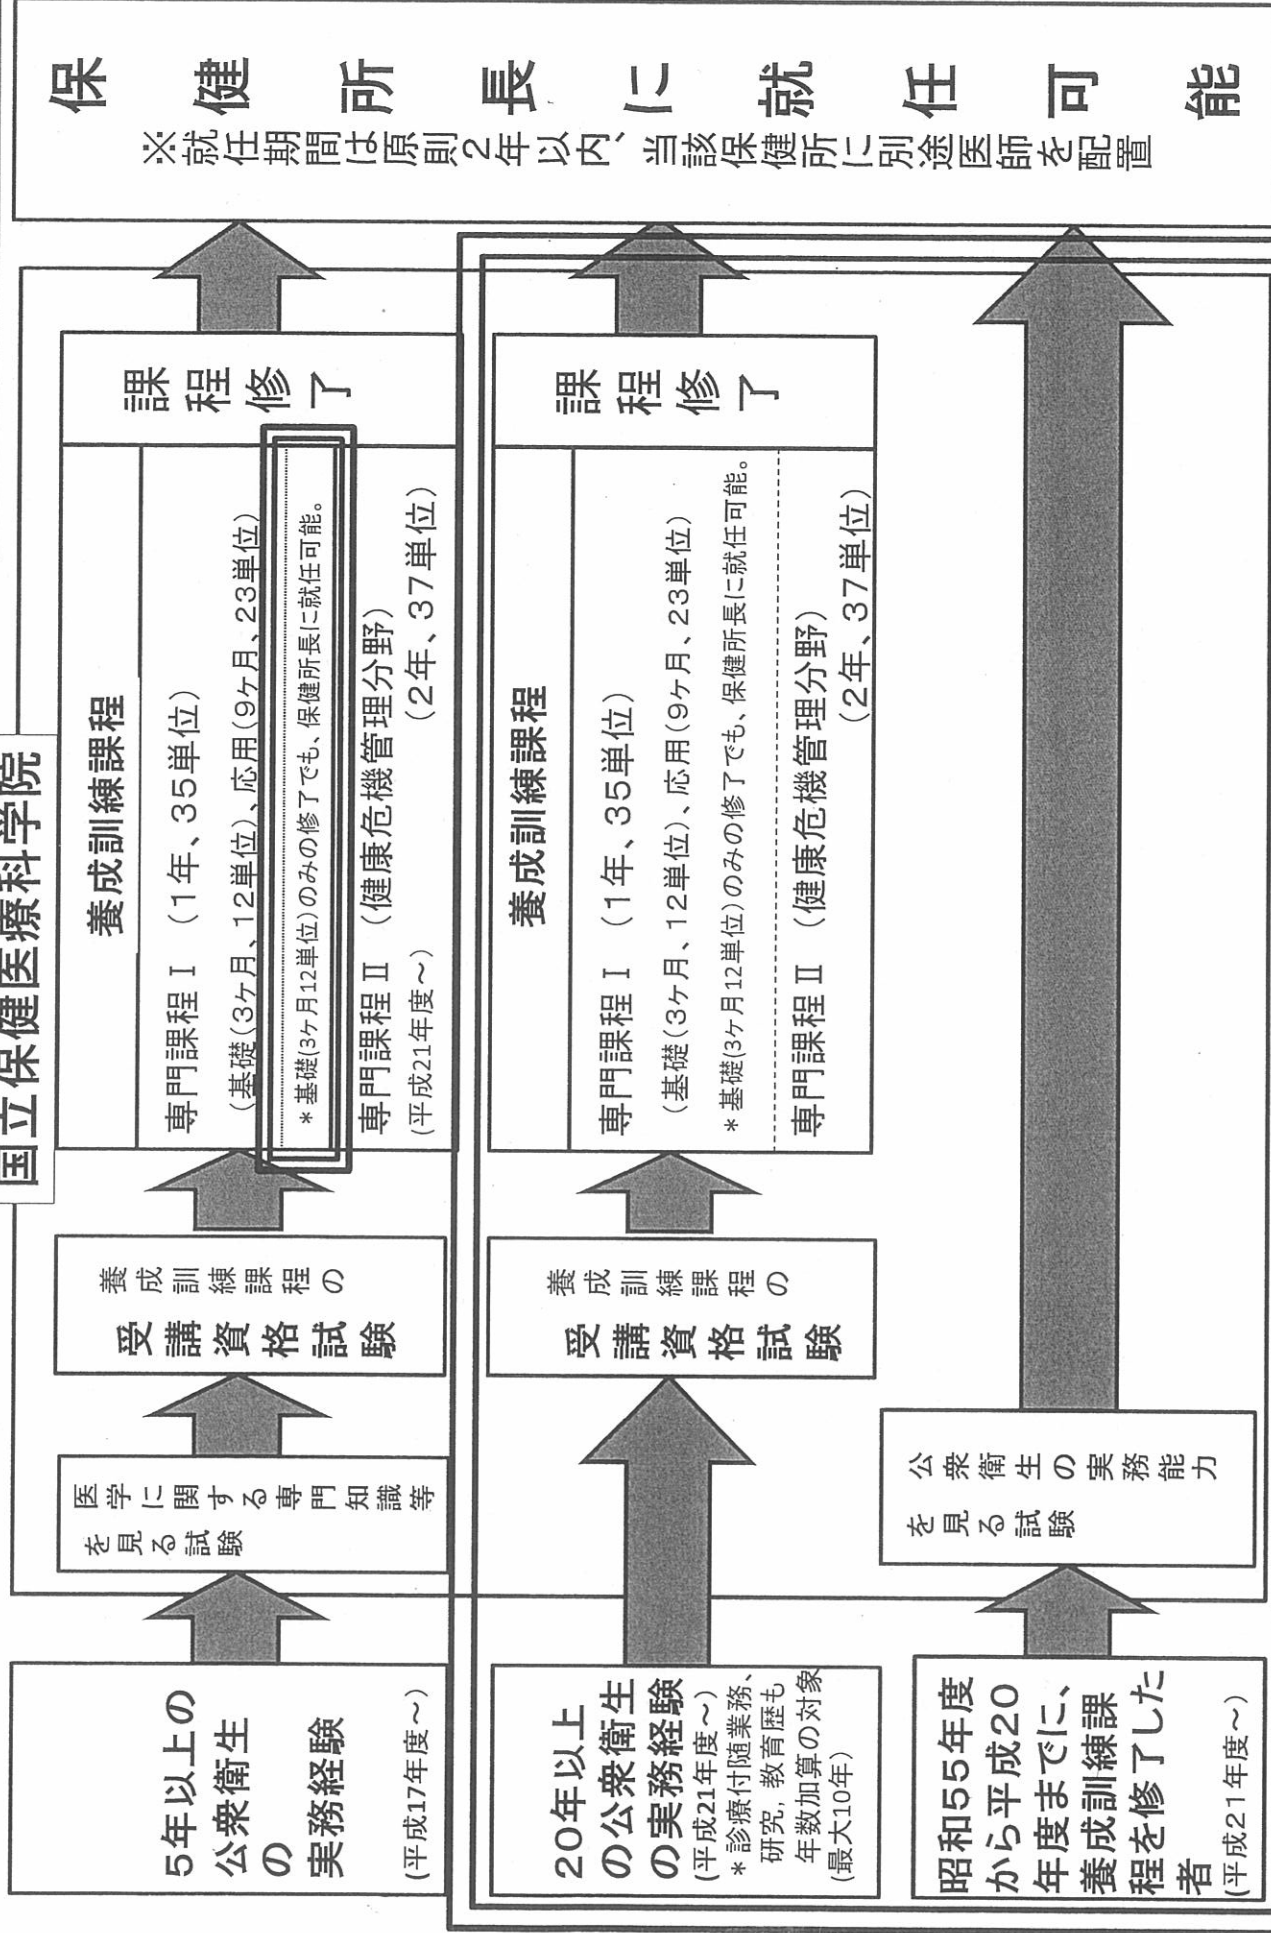 国立保健医療科学院
5年以上の
公衆衛生
の
実務経験
(平成17年度～)
医学に関する専門知識等
を見る試験
養成訓練課程の
受講資格試験
養成訓練課程
専門課程Ⅰ (1年、35単位)
(基礎(3ヶ月、12単位)、応用(9ヶ月、23単位)
＊基礎(3ヶ月12単位)のみの修了でも、保健所長に就任可能。
専門課程Ⅱ (健康危機管理分野)
(平成21年度～) (2年、37単位)
課程修了
20年以上
の公衆衛生
の実務経験
(平成21年度～)
＊診療付随業務、
研究,教育歴も
年数加算の対象
(最大10年)
養成訓練課程の
受講資格試験
養成訓練課程
専門課程Ⅰ (1年、35単位)
(基礎(3ヶ月、12単位)、応用(9ヶ月、23単位)
＊基礎(3ヶ月12単位)のみの修了でも、保健所長に就任可能。
専門課程Ⅱ (健康危機管理分野)
(2年、37単位)
課程修了
昭和55年度
から平成20
年度までに、
養成訓練課
程を修了した
者
(平成21年度～)
公衆衛生の実務能力
を見る試験
保健所長に就任可能
※就任期間は原則2年以内、当該保健所に別途医師を配置